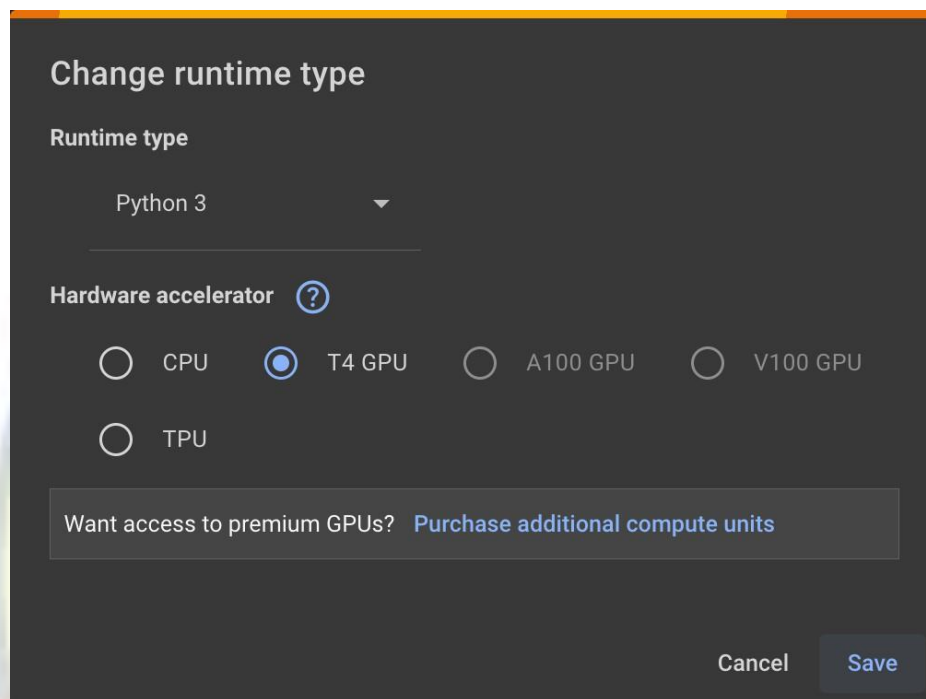 Change runtime type
Runtime type
Python 3
Hardware accelerator ?
CPU T4 GPU A100 GPU V100 GPU
TPU
Want access to premium GPUs? Purchase additional compute units
Cancel Save